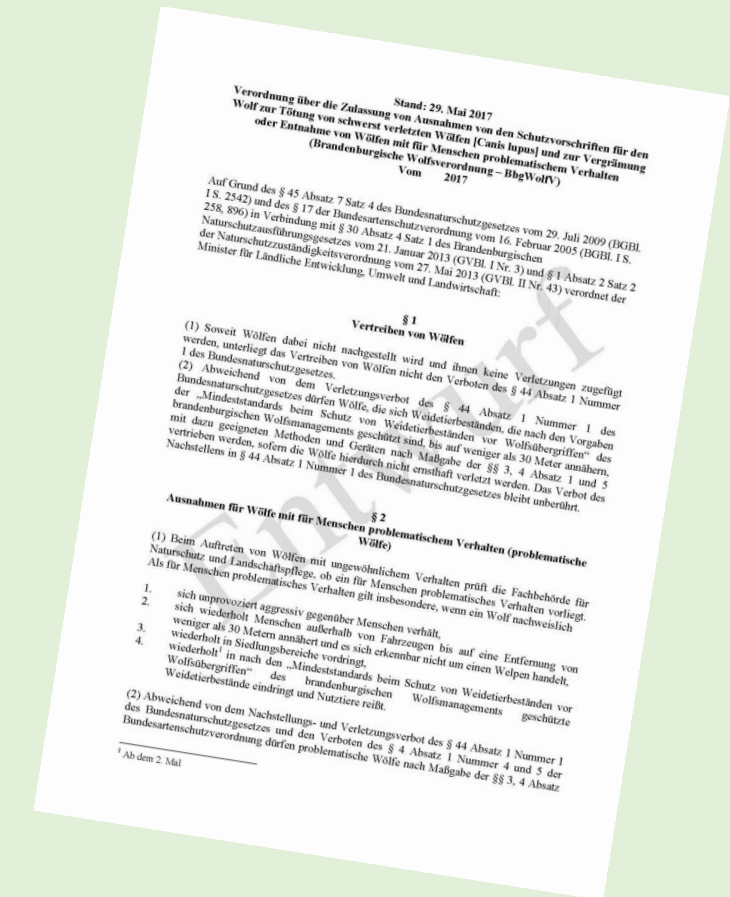 Stand: 29. Mai 2017
Verordnung über die Zulassung von Ausnahmen von den Schutzvorschriften für den
Wolf zur Tötung von schwerst verletzten Wölfen [Canis lupus] und zur Vergrämung
oder Entnahme von Wölfen mit für Menschen problematischem Verhalten
(Brandenburgische Wolfsverordnung – BbgWolfV)
Vom 2017
Auf Grund des § 45 Absatz 7 Satz 4 des Bundesnaturschutzgesetzes vom 29. Juli 2009 (BGBl.
I S. 2542) und des § 17 der Bundesartenschutzverordnung vom 16. Februar 2005 (BGBl. I S.
258, 896) in Verbindung mit § 30 Absatz 4 Satz 1 des Brandenburgischen
Naturschutzausführungsgesetzes vom 21. Januar 2013 (GVBl. I Nr. 3) und § 1 Absatz 2 Satz 2
der Naturschutzzuständigkeitsverordnung vom 27. Mai 2013 (GVBl. II Nr. 43) verordnet der
Minister für Ländliche Entwicklung, Umwelt und Landwirtschaft:
§ 1
Vertreiben von Wölfen
(1) Soweit Wölfen dabei nicht nachgestellt wird und ihnen keine Verletzungen zugefügt
werden, unterliegt das Vertreiben von Wölfen nicht den Verboten des § 44 Absatz 1 Nummer
1 des Bundesnaturschutzgesetzes.
(2) Abweichend von dem Verletzungsverbot des § 44 Absatz 1 Nummer 1 des
Bundesnaturschutzgesetzes dürfen Wölfe, die sich Weidetierbeständen, die nach den Vorgaben
der „Mindeststandards beim Schutz von Weidetierbeständen vor Wolfsübergriffen“ des
brandenburgischen Wolfsmanagements geschützt sind, bis auf weniger als 30 Meter annähern,
mit dazu geeigneten Methoden und Geräten nach Maßgabe der §§ 3, 4 Absatz 1 und 5
vertrieben werden, sofern die Wölfe hierdurch nicht ernsthaft verletzt werden. Das Verbot des
Nachstellens in § 44 Absatz 1 Nummer 1 des Bundesnaturschutzgesetzes bleibt unberührt.
§ 2
Ausnahmen für Wölfe mit für Menschen problematischem Verhalten (problematische
Wölfe)
(1) Beim Auftreten von Wölfen mit ungewöhnlichem Verhalten prüft die Fachbehörde für
Naturschutz und Landschaftspflege, ob ein für Menschen problematisches Verhalten vorliegt.
Als für Menschen problematisches Verhalten gilt insbesondere, wenn ein Wolf nachweislich
1. sich unprovoziert aggressiv gegenüber Menschen verhält,
2. sich wiederholt Menschen außerhalb von Fahrzeugen bis auf eine Entfernung von
weniger als 30 Metern annähert und es sich erkennbar nicht um einen Welpen handelt,
3. wiederholt in Siedlungsbereiche vordringt,
4. wiederholt¹ in nach den „Mindeststandards beim Schutz von Weidetierbeständen vor
Wolfsübergriffen“ des brandenburgischen Wolfsmanagements geschützte
Weidetierbestände eindringt und Nutztiere reißt.
(2) Abweichend von dem Nachstellungs- und Verletzungsverbot des § 44 Absatz 1 Nummer 1
des Bundesnaturschutzgesetzes und den Verboten des § 4 Absatz 1 Nummer 4 und 5 der
Bundesartenschutzverordnung dürfen problematische Wölfe nach Maßgabe der §§ 3, 4 Absatz
¹ Ab dem 2. Mal
Entwurf